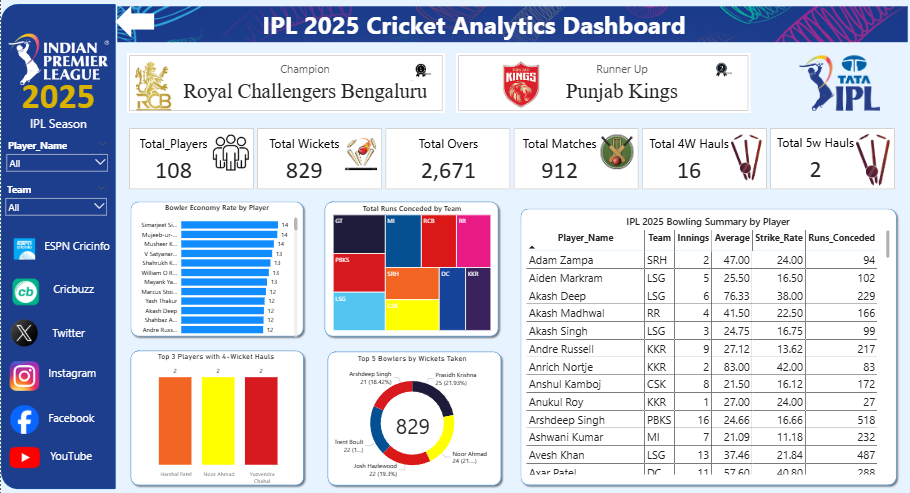 INDIAN
PREMIER
LEAGUE
2025
IPL Season
Player_Name
All
Team
All
ESPN Cricinfo
Cricbuzz
Twitter
Instagram
Facebook
YouTube
IPL 2025 Cricket Analytics Dashboard
RCB
Champion
Royal Challengers Bengaluru
KINGS
Runner Up
Punjab Kings
TATA
IPL
Total_Players
108
Total Wickets
829
Total Overs
2,671
Total Matches
912
Total 4W Hauls
16
Total 5w Hauls
2
Bowler Economy Rate by Player
Simarjeet Si... 14
Mujeeb-ur-... 14
Musheer K... 14
V Satyanar... 13
Shahrukh K... 13
William O R... 13
Mayank Ya... 13
Marcus Stoi... 12
Yash Thakur 12
Akash Deep 12
Shahbaz A... 12
Andre Russ... 12
Total Runs Conceded by Team
GT
MI
RCB
RR
PBKS
SRH
DC
KKR
LSG
Top 3 Players with 4-Wicket Hauls
2 2 2
Harshal Patel
Noor Ahmad
Yuzvendra
Chahal
Top 5 Bowlers by Wickets Taken
Arshdeep Singh
21 (18.42%)
Prasidh Krishna
25 (21.93%)
829
Trent Boult
22 (1...)
Josh Hazlewood
22 (19.3%)
Noor Ahmad
24 (21....)
IPL 2025 Bowling Summary by Player
Player_Name Team Innings Average Strike_Rate Runs_Conceded
Adam Zampa SRH 2 47.00 24.00 94
Aiden Markram LSG 5 25.50 16.50 102
Akash Deep LSG 6 76.33 38.00 229
Akash Madhwal RR 4 41.50 22.50 166
Akash Singh LSG 3 24.75 16.75 99
Andre Russell KKR 9 27.12 13.62 217
Anrich Nortje KKR 2 83.00 42.00 83
Anshul Kamboj CSK 8 21.50 16.12 172
Anukul Roy KKR 1 27.00 24.00 27
Arshdeep Singh PBKS 16 24.66 16.66 518
Ashwani Kumar MI 7 21.09 11.18 232
Avesh Khan LSG 13 37.46 21.84 487
Axar Patel DC 11 57.60 40.80 288